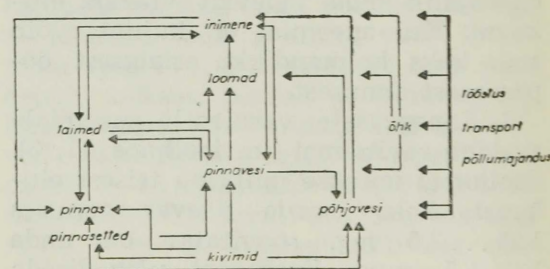 inimene
loomad
tööstus
taimed
õhk
transport
põllumajandus
pinnavesi
pinnas
põhjavesi
pinnasetted
kivimid